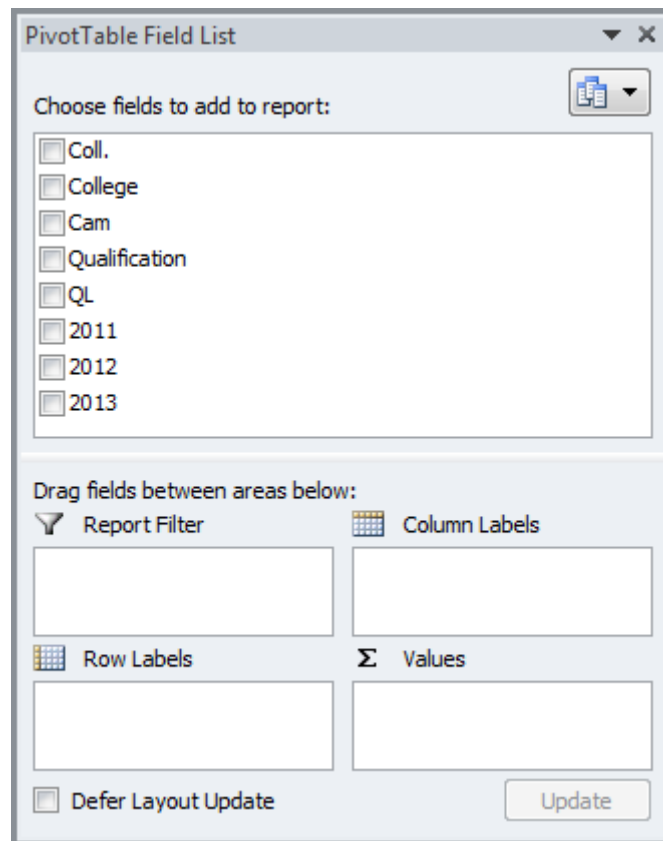 PivotTable Field List
Choose fields to add to report:
Coll.
College
Cam
Qualification
QL
2011
2012
2013
Drag fields between areas below:
Report Filter
Column Labels
Row Labels
Σ Values
Defer Layout Update
Update